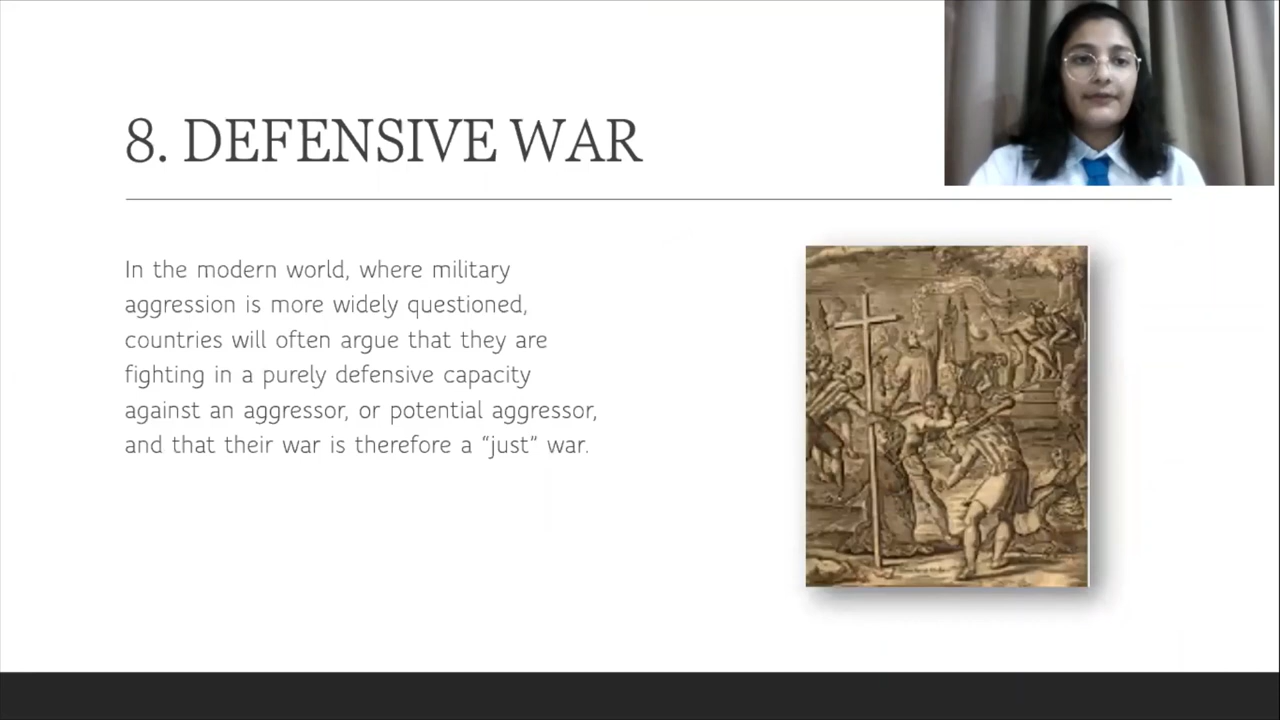 8. DEFENSIVE WAR
In the modern world, where military
aggression is more widely questioned,
countries will often argue that they are
fighting in a purely defensive capacity
against an aggressor, or potential aggressor,
and that their war is therefore a “just” war.